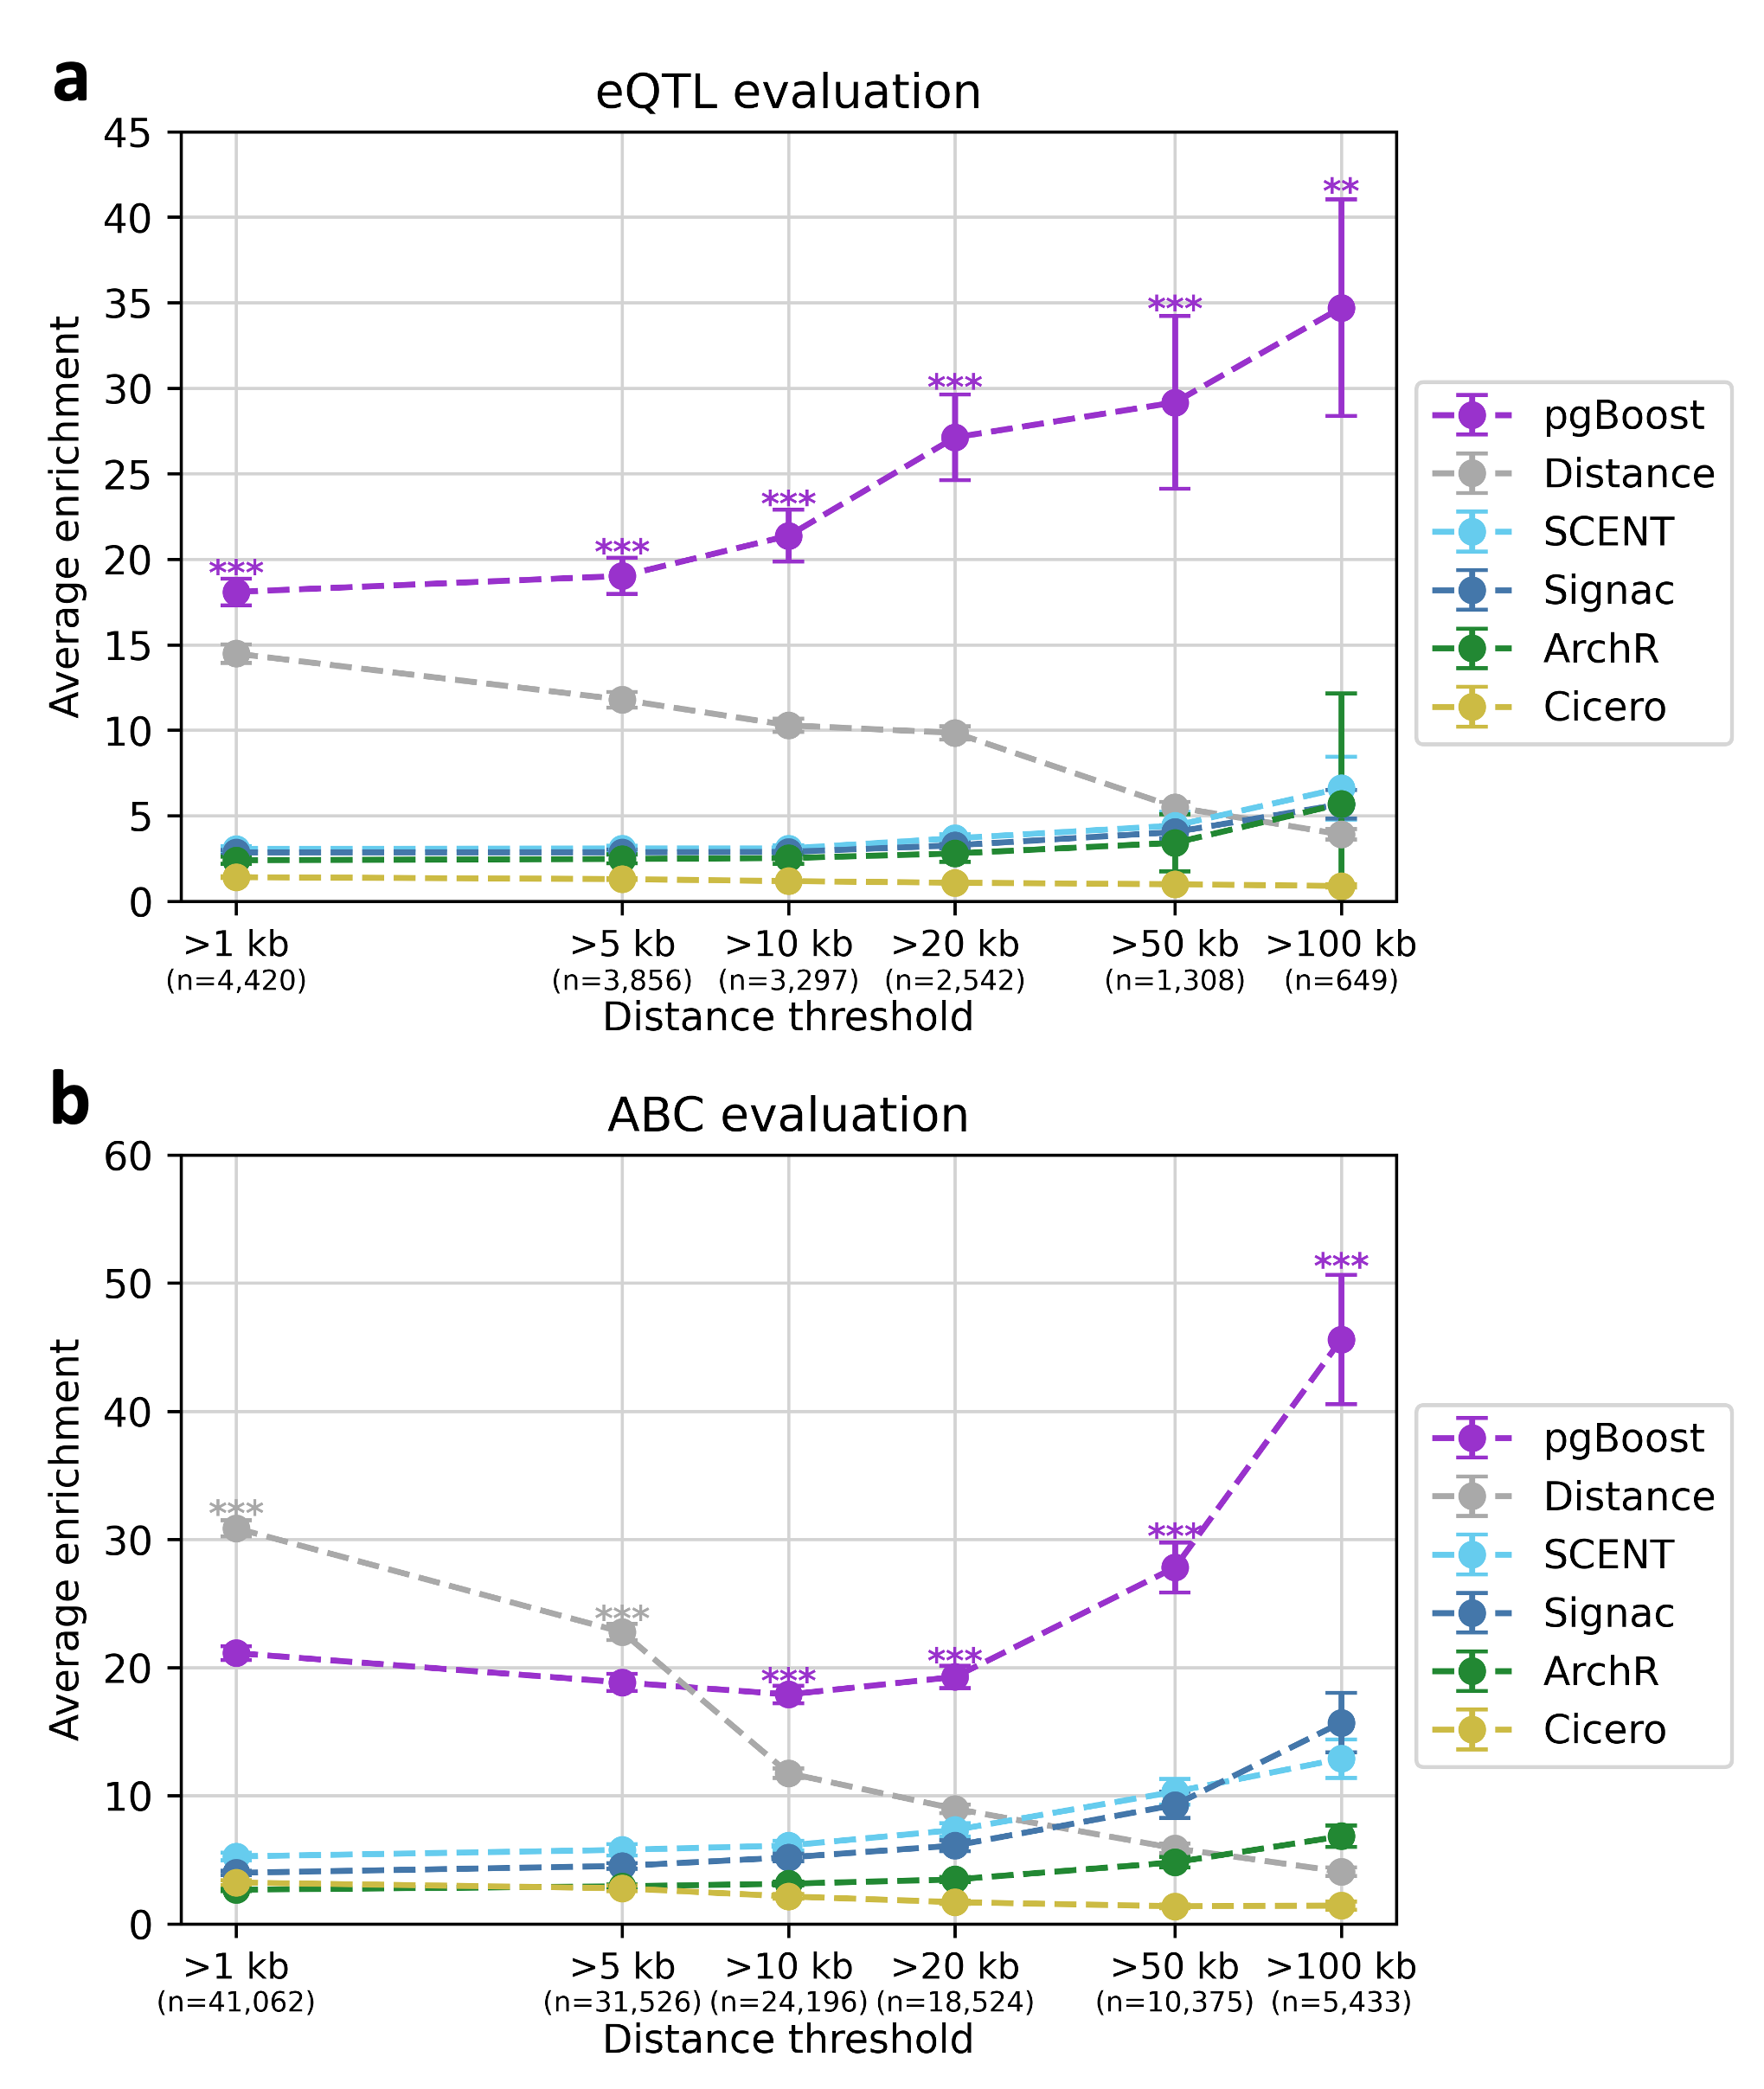 a
eQTL evaluation
Average enrichment
45
40
35
30
25
20
15
10
5
0
***
***
***
***
***
**
>1 kb >5 kb >10 kb >20 kb >50 kb >100 kb
(n=4,420) (n=3,856) (n=3,297) (n=2,542) (n=1,308) (n=649)
Distance threshold
pgBoost
Distance
SCENT
Signac
ArchR
Cicero
b
ABC evaluation
Average enrichment
60
50
40
30
20
10
0
***
***
***
***
***
***
>1 kb >5 kb >10 kb >20 kb >50 kb >100 kb
(n=41,062) (n=31,526) (n=24,196) (n=18,524) (n=10,375) (n=5,433)
Distance threshold
pgBoost
Distance
SCENT
Signac
ArchR
Cicero